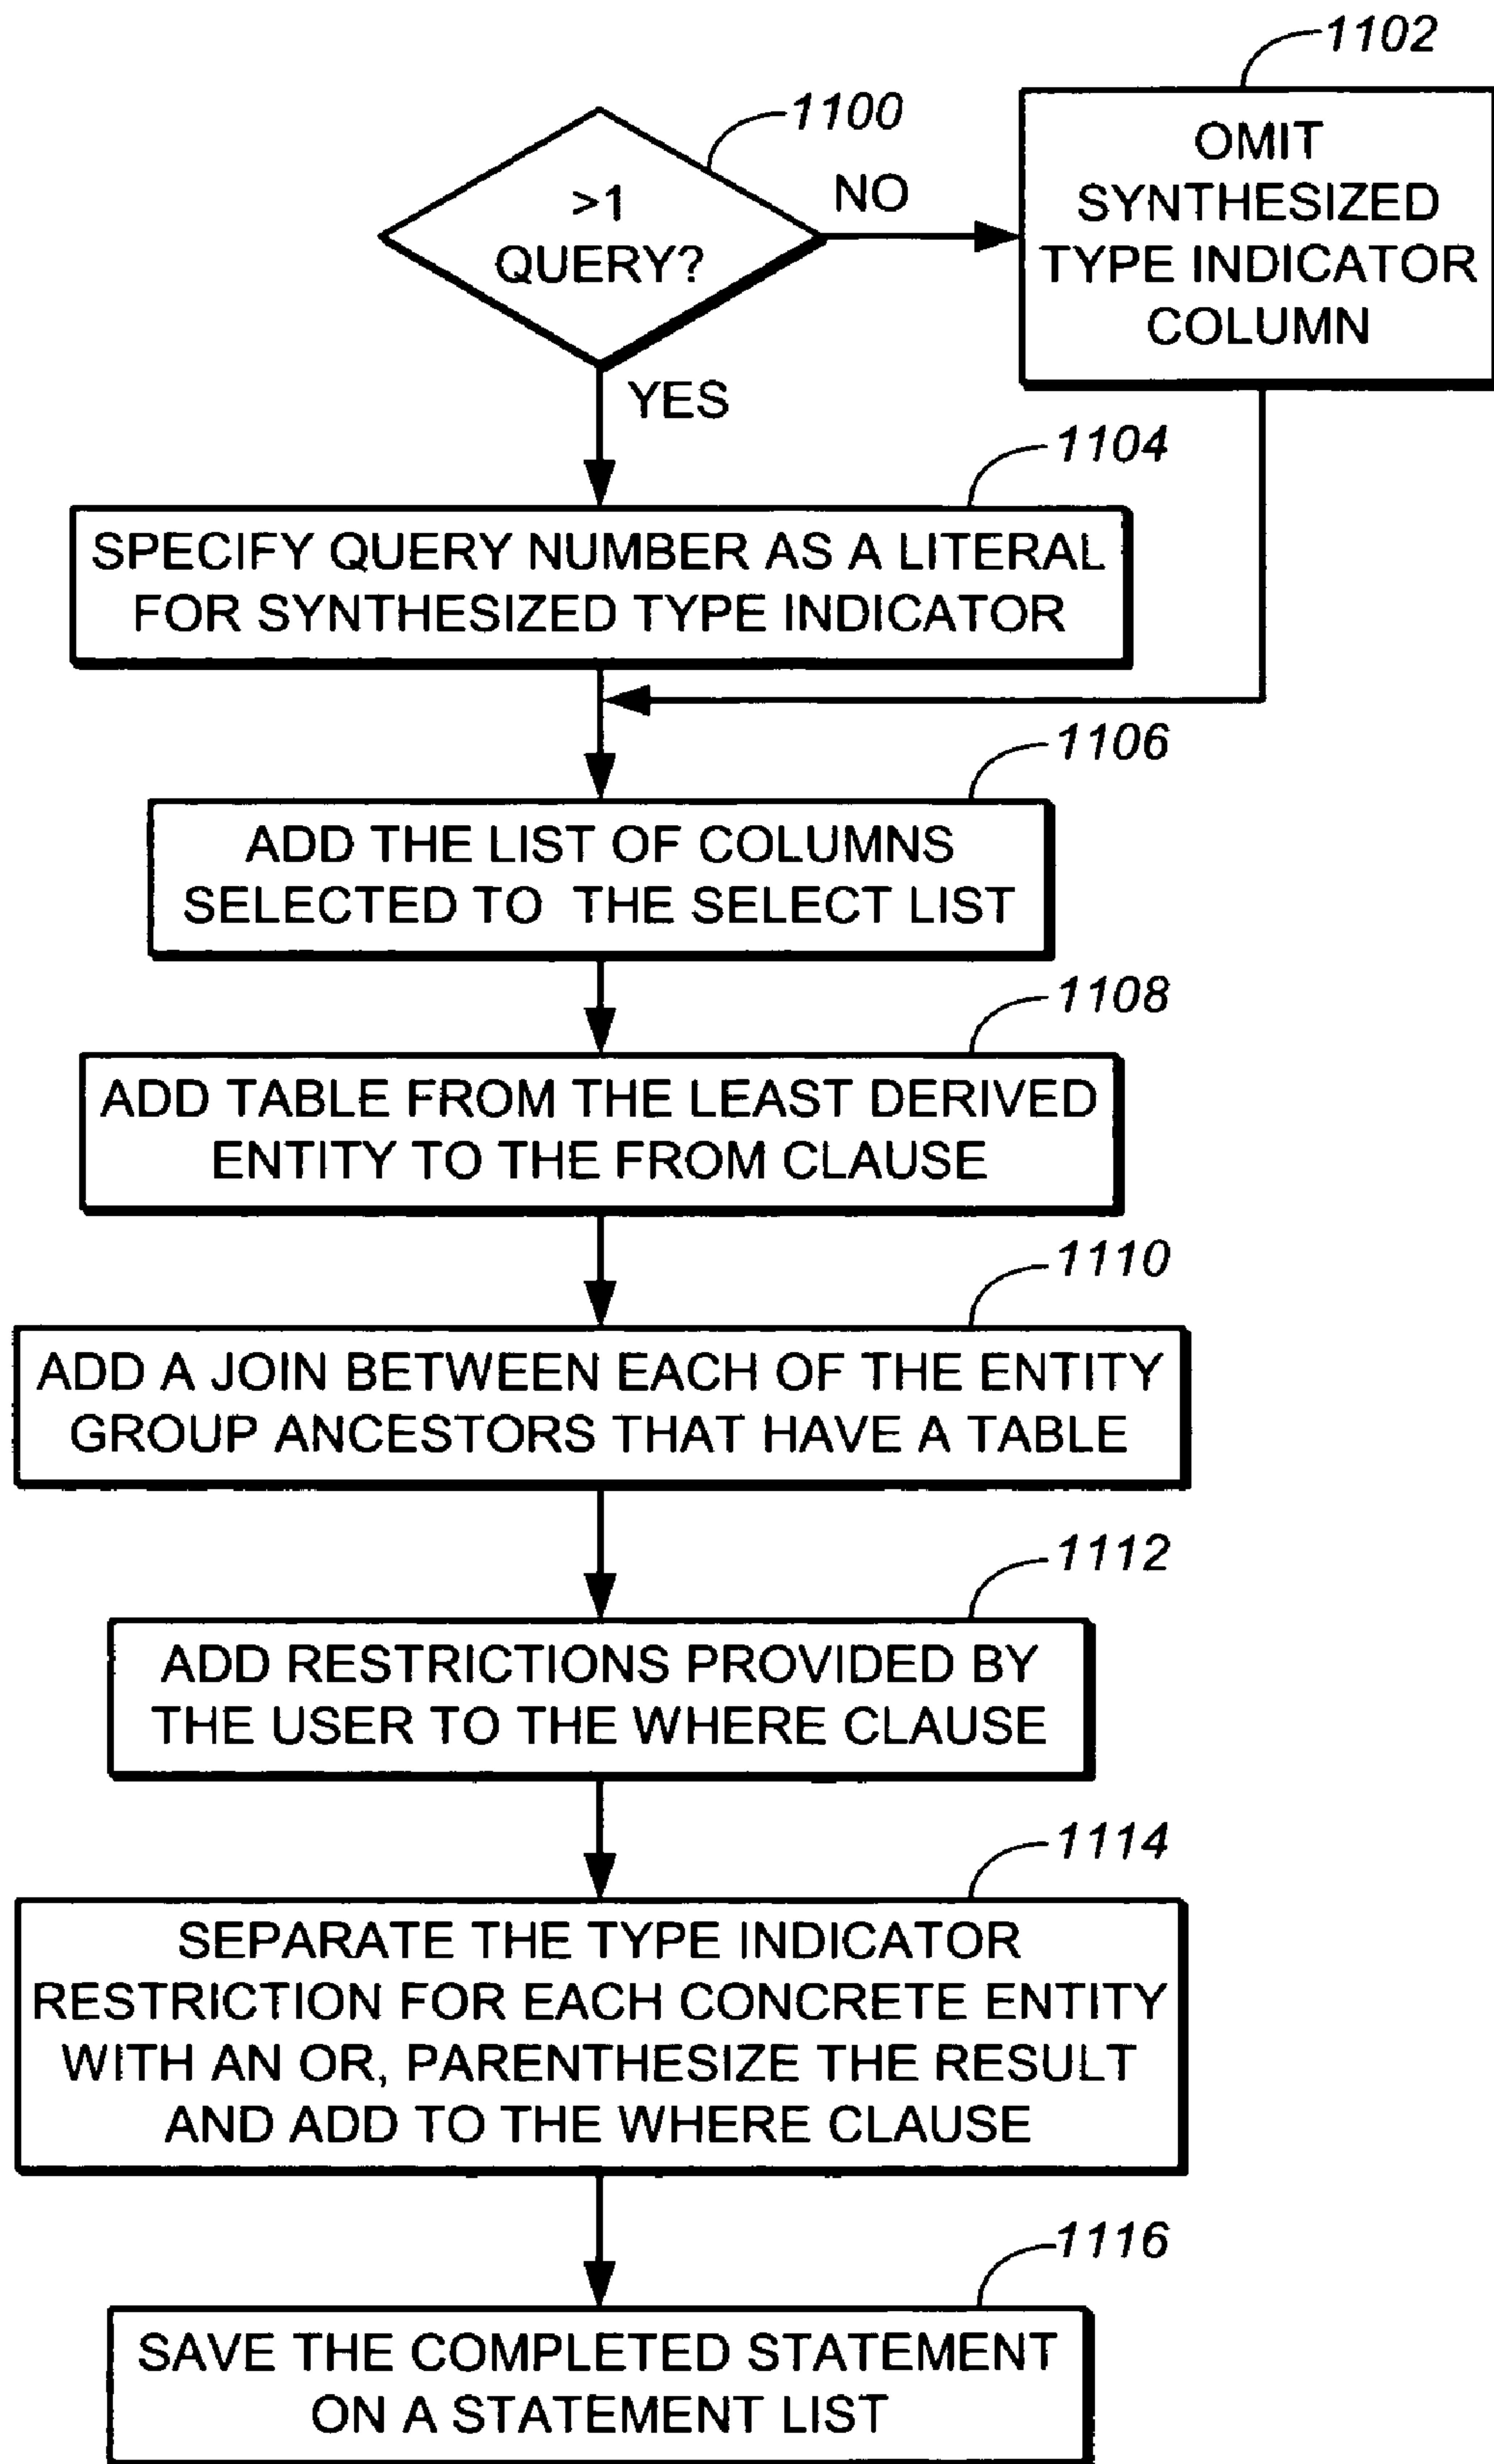 1102
1100
>1
QUERY?
NO
OMIT
SYNTHESIZED
TYPE INDICATOR
COLUMN
YES
1104
SPECIFY QUERY NUMBER AS A LITERAL
FOR SYNTHESIZED TYPE INDICATOR
1106
ADD THE LIST OF COLUMNS
SELECTED TO THE SELECT LIST
1108
ADD TABLE FROM THE LEAST DERIVED
ENTITY TO THE FROM CLAUSE
1110
ADD A JOIN BETWEEN EACH OF THE ENTITY
GROUP ANCESTORS THAT HAVE A TABLE
1112
ADD RESTRICTIONS PROVIDED BY
THE USER TO THE WHERE CLAUSE
1114
SEPARATE THE TYPE INDICATOR
RESTRICTION FOR EACH CONCRETE ENTITY
WITH AN OR, PARENTHESIZE THE RESULT
AND ADD TO THE WHERE CLAUSE
1116
SAVE THE COMPLETED STATEMENT
ON A STATEMENT LIST